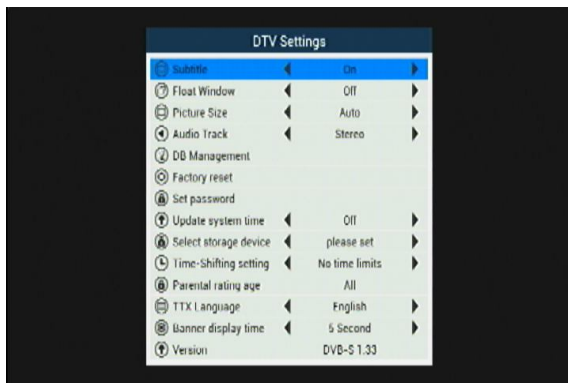 DTV Settings
Subtitle On
Float Window Off
Picture Size Auto
Audio Track Stereo
DB Management
Factory reset
Set password
Update system time Off
Select storage device please set
Time-Shifting setting No time limits
Parental rating age All
TTX Language English
Banner display time 5 Second
Version DVB-S 1.33